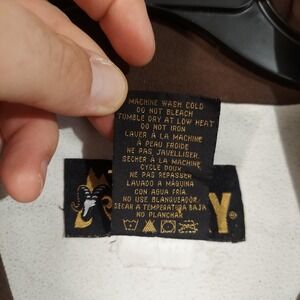 MACHINE WASH COLD
DO NOT BLEACH
TUMBLE DRY AT LOW HEAT
DO NOT IRON
LAVER À LA MACHINE
À PEAU FROIDE
NE PAS JAVELLISER.
SECHER À LA MACHINE
CYCLE DOUX
NE PAS REPASSER
LAVADO A MAQUINA
CON AGUA FRIA.
NO USE BLANQUEADOR.
SECAR A TEMPERATURA BAJA
NO PLANCHAR
Y